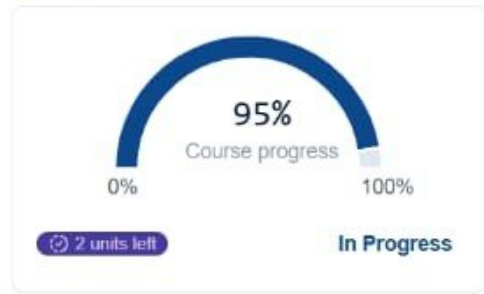 95%
Course progress
0% 100%
2 units left
In Progress